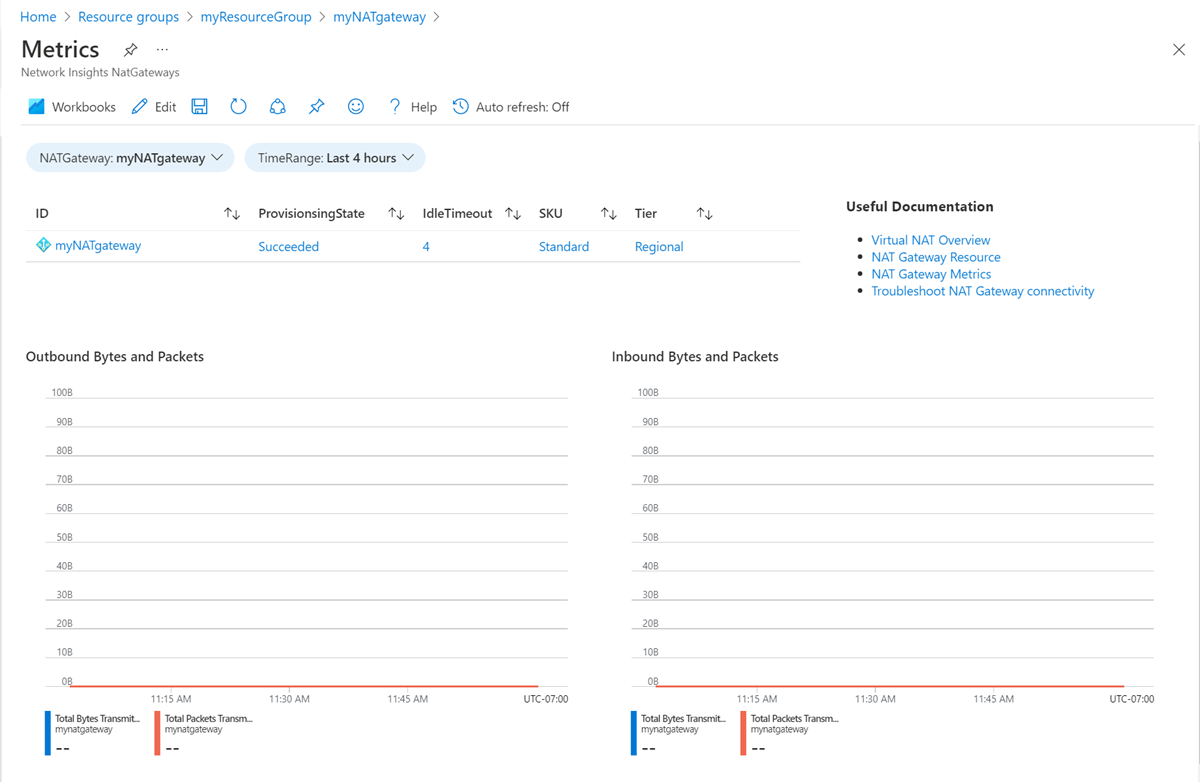 Home > Resource groups > myResourceGroup > myNATgateway >
Metrics ...
Network Insights NatGateways
Workbooks Edit Help Auto refresh: Off
NATGateway: myNATgateway TimeRange: Last 4 hours
ID ProvisionsingState IdleTimeout SKU Tier
myNATgateway Succeeded 4 Standard Regional
Useful Documentation
• Virtual NAT Overview
• NAT Gateway Resource
• NAT Gateway Metrics
• Troubleshoot NAT Gateway connectivity
Outbound Bytes and Packets
100B
90B
80B
70B
60B
50B
40B
30B
20B
10B
0B
11:15 AM 11:30 AM 11:45 AM UTC-07:00
Total Bytes Transmit... Total Packets Transm...
mynatgateway mynatgateway
-- --
Inbound Bytes and Packets
100B
90B
80B
70B
60B
50B
40B
30B
20B
10B
0B
11:15 AM 11:30 AM 11:45 AM UTC-07:00
Total Bytes Transmit... Total Packets Transm...
mynatgateway mynatgateway
-- --